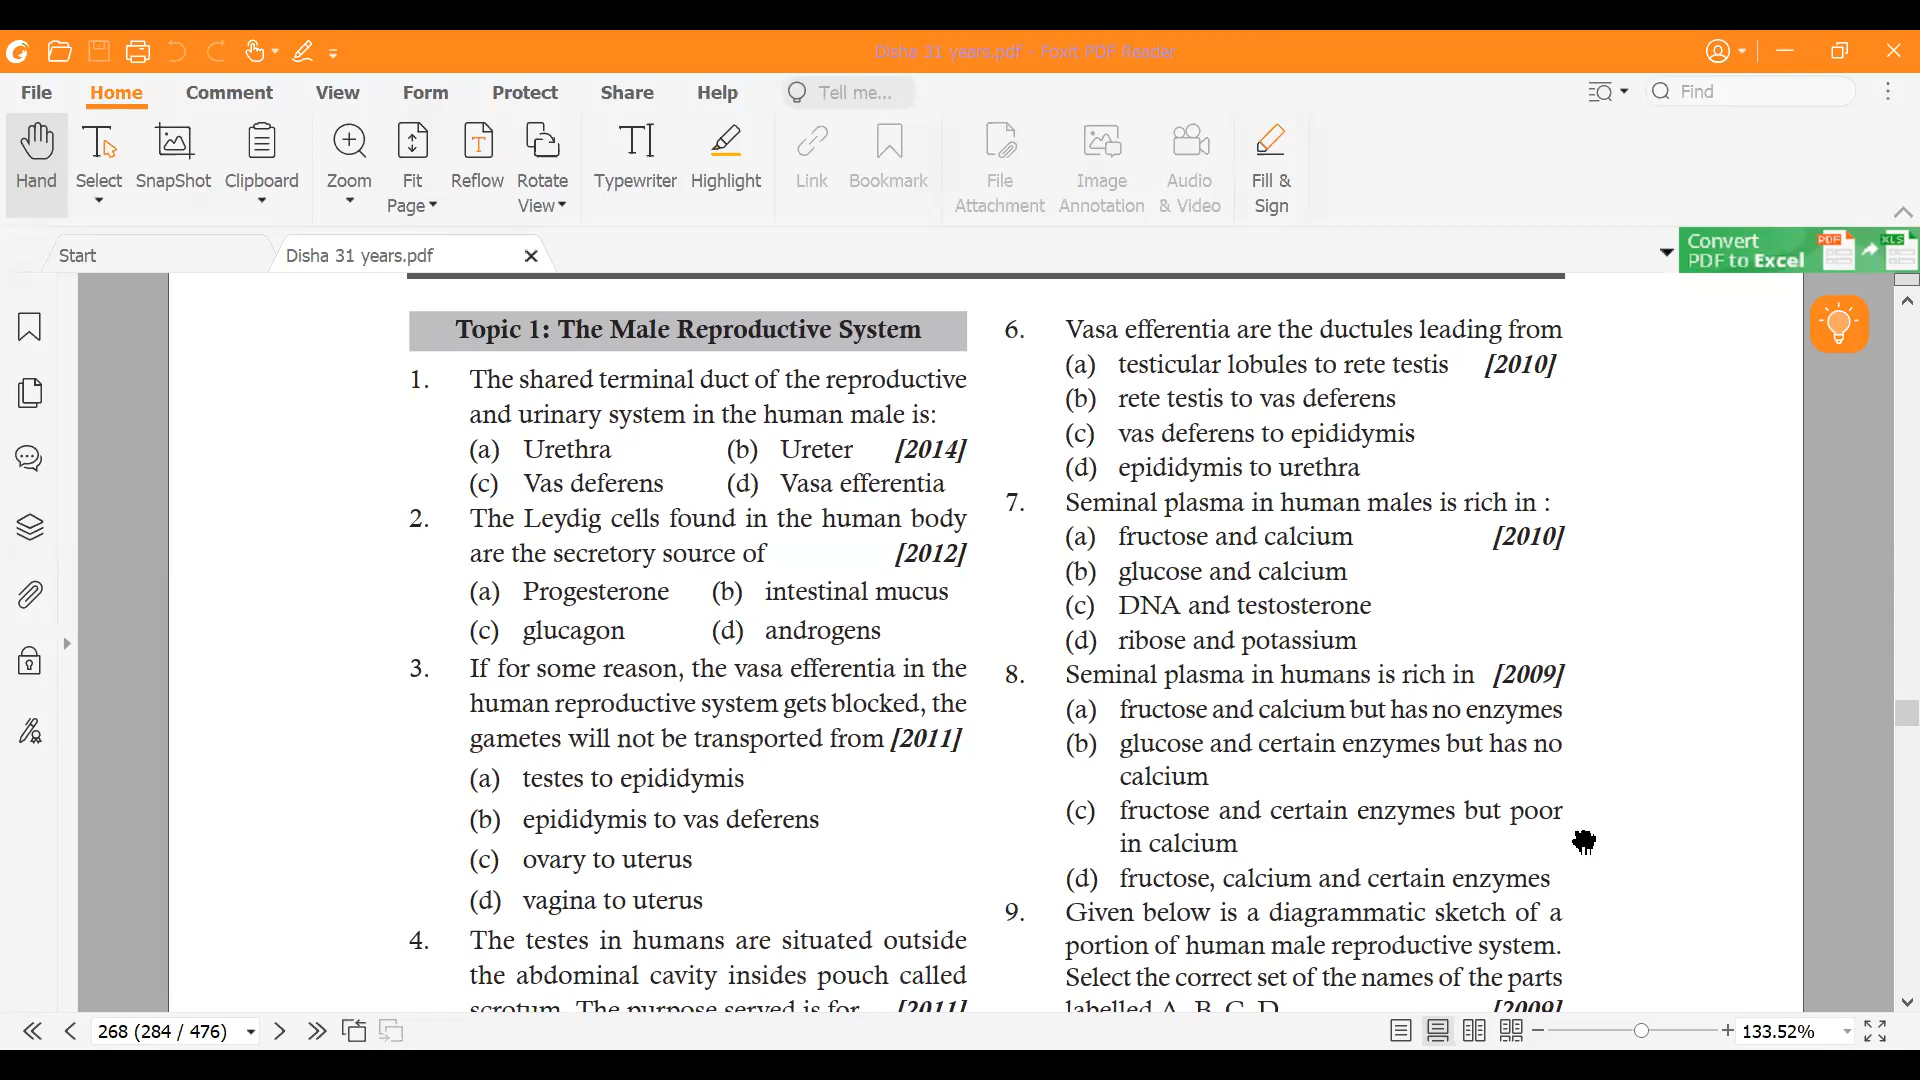 Disha 31 years.pdf - Foxit PDF Reader
File Home Comment View Form Protect Share Help Tell me... Find
Hand Select SnapShot Clipboard Zoom Fit Page Reflow Rotate View Typewriter Highlight Link Bookmark File Attachment Image Annotation Audio & Video Fill & Sign
Start Disha 31 years.pdf
Convert
PDF to Excel
PDF XLS
Topic 1: The Male Reproductive System
1. The shared terminal duct of the reproductive
and urinary system in the human male is:
(a) Urethra (b) Ureter [2014]
(c) Vas deferens (d) Vasa efferentia
2. The Leydig cells found in the human body
are the secretory source of [2012]
(a) Progesterone (b) intestinal mucus
(c) glucagon (d) androgens
3. If for some reason, the vasa efferentia in the
human reproductive system gets blocked, the
gametes will not be transported from [2011]
(a) testes to epididymis
(b) epididymis to vas deferens
(c) ovary to uterus
(d) vagina to uterus
4. The testes in humans are situated outside
the abdominal cavity insides pouch called
scrotum. The purpose served is for [2011]
6. Vasa efferentia are the ductules leading from
(a) testicular lobules to rete testis [2010]
(b) rete testis to vas deferens
(c) vas deferens to epididymis
(d) epididymis to urethra
7. Seminal plasma in human males is rich in :
(a) fructose and calcium [2010]
(b) glucose and calcium
(c) DNA and testosterone
(d) ribose and potassium
8. Seminal plasma in humans is rich in [2009]
(a) fructose and calcium but has no enzymes
(b) glucose and certain enzymes but has no
calcium
(c) fructose and certain enzymes but poor
in calcium
(d) fructose, calcium and certain enzymes
9. Given below is a diagrammatic sketch of a
portion of human male reproductive system.
Select the correct set of the names of the parts
labelled A, B, C, D [2009]
268 (284 / 476) 133.52%